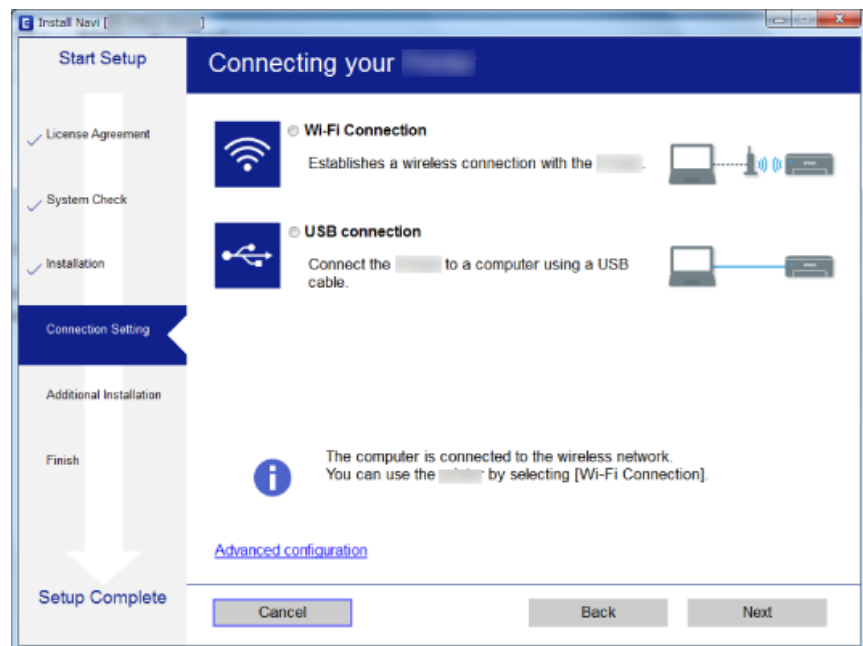 Install Navi [ ]
Start Setup
Connecting your
License Agreement
System Check
Installation
Connection Setting
Additional Installation
Finish
Setup Complete
Wi-Fi Connection
Establishes a wireless connection with the .
USB connection
Connect the to a computer using a USB
cable.
The computer is connected to the wireless network.
You can use the by selecting [Wi-Fi Connection].
Advanced configuration
Cancel
Back
Next